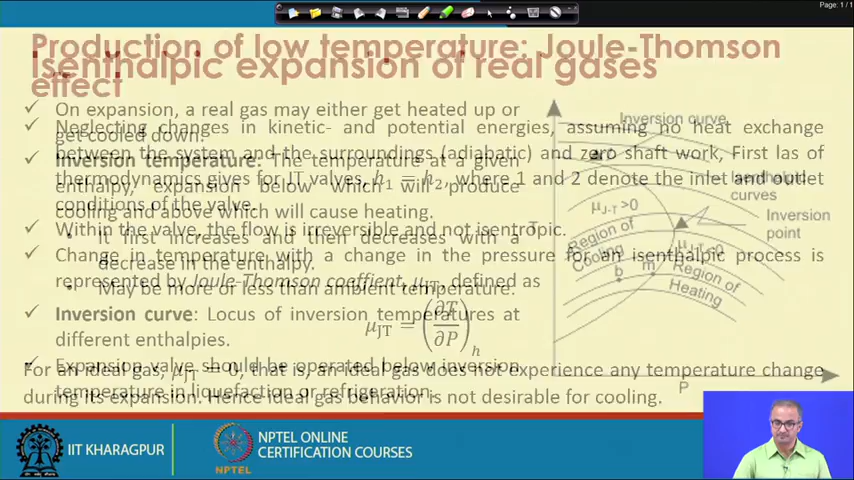 Page: 1 / 1
Production of low temperature: Joule-Thomson
effect
Neglecting changes in kinetic- and potential energies, assuming no heat exchange
between the system and the surroundings (adiabatic) and zero shaft work, First las of
thermodynamics gives for JT valves, h1 = h2, where 1 and 2 denote the inlet and outlet
conditions of the valve.
Within the valve, the flow is irreversible and not isentropic.
Change in temperature with a change in the pressure for an isenthalpic process is
represented by Joule-Thomson coeffient, μJT, defined as
μJT = (∂T/∂P)h
For an ideal gas, μJT = 0, that is, an ideal gas does not experience any temperature change
during its expansion. Hence ideal gas behavior is not desirable for cooling.
Isenthalpic expansion of real gases
On expansion, a real gas may either get heated up or
get cooled down.
Inversion temperature: The temperature at a given
enthalpy, expansion below which will produce
cooling and above which will cause heating.
It first increases and then decreases with a
decrease in the enthalpy.
May be more or less than ambient temperature.
Inversion curve: Locus of inversion temperatures at
different enthalpies.
Expansion valve should be operated below inversion
temperature in liquefaction or refrigeration.
Inversion curve
Isenthalpic
curves
μJ-T >0
Inversion
point
μJ-T <0
Region of
Cooling
b
m
Region of
Heating
T
P
IIT KHARAGPUR
NPTEL
NPTEL ONLINE
CERTIFICATION COURSES